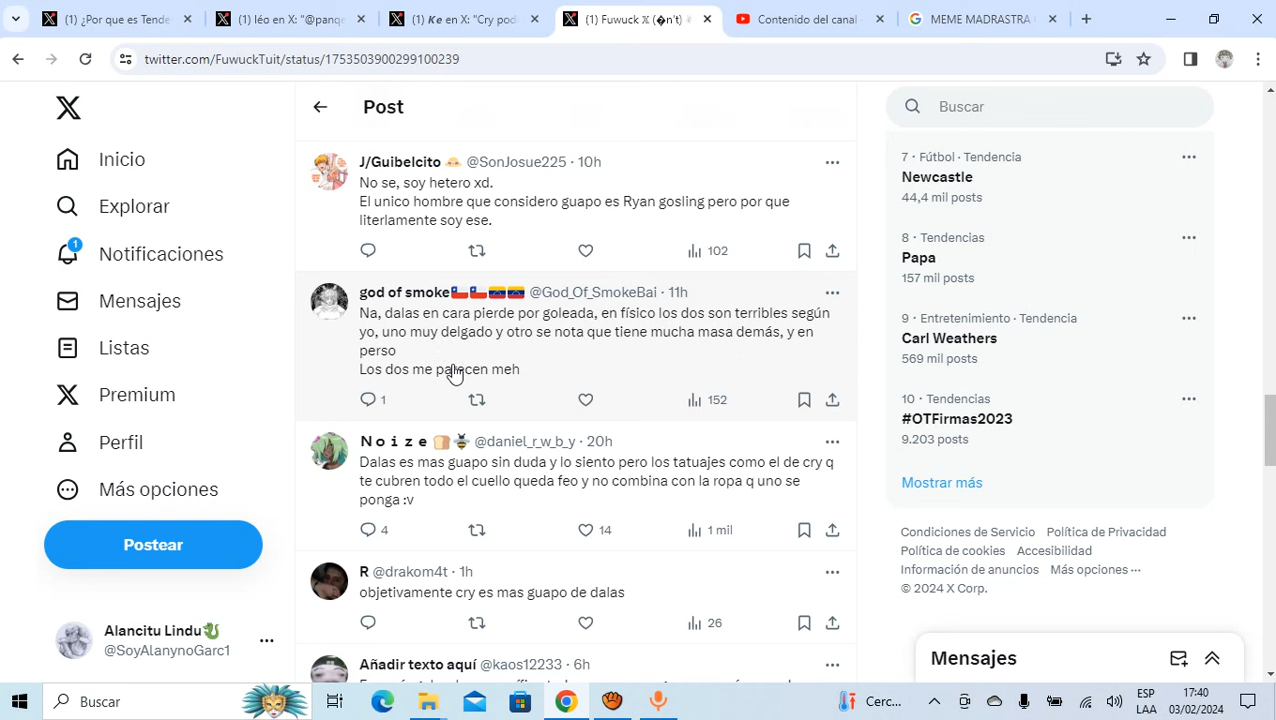 (1) ¿Por que es Tende
(1) léo en X: "@panqe
(1) Ke en X: "Cry pod
(1) Fuwuck X (�n't)
Contenido del canal
MEME MADRASTRA
twitter.com/FuwuckTuit/status/1753503900299100239
Inicio
Explorar
1
Notificaciones
Mensajes
Listas
Premium
Perfil
Más opciones
Postear
Alancitu Lindu
@SoyAlanynoGarc1
Post
J/Guibelcito @SonJosue225 · 10h
No se, soy hetero xd.
El unico hombre que considero guapo es Ryan gosling pero por que
literlamente soy ese.
102
god of smoke @God_Of_SmokeBai · 11h
Na, dalas en cara pierde por goleada, en físico los dos son terribles según
yo, uno muy delgado y otro se nota que tiene mucha masa demás, y en
perso
Los dos me parecen meh
1 152
N o i z e @daniel_r_w_b_y · 20h
Dalas es mas guapo sin duda y lo siento pero los tatuajes como el de cry q
te cubren todo el cuello queda feo y no combina con la ropa q uno se
ponga :v
4 14 1 mil
R @drakom4t · 1h
objetivamente cry es mas guapo de dalas
26
Añadir texto aquí @kaos12233 · 6h
Buscar
7 · Fútbol · Tendencia
Newcastle
44,4 mil posts
8 · Tendencias
Papa
157 mil posts
9 · Entretenimiento · Tendencia
Carl Weathers
569 mil posts
10 · Tendencias
#OTFirmas2023
9.203 posts
Mostrar más
Condiciones de Servicio Política de Privacidad
Política de cookies Accesibilidad
Información de anuncios Más opciones ···
© 2024 X Corp.
Mensajes
Buscar
Cerc...
ESP
LAA
17:40
03/02/2024